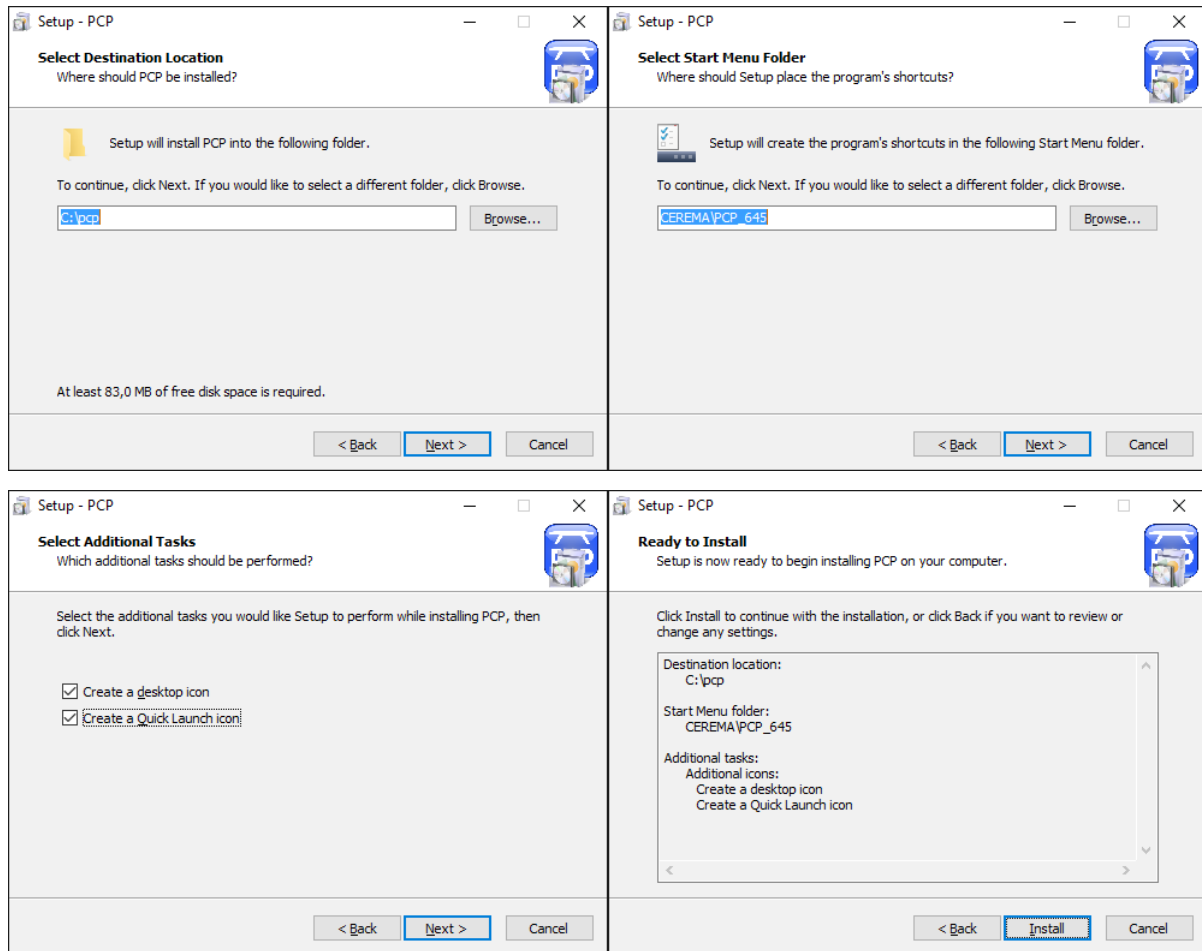 Setup - PCP
Select Destination Location
Where should PCP be installed?
Setup will install PCP into the following folder.
To continue, click Next. If you would like to select a different folder, click Browse.
C:\pcp
Browse...
At least 83,0 MB of free disk space is required.
< Back
Next >
Cancel
Setup - PCP
Select Start Menu Folder
Where should Setup place the program's shortcuts?
Setup will create the program's shortcuts in the following Start Menu folder.
To continue, click Next. If you would like to select a different folder, click Browse.
CEREMA\PCP_645
Browse...
< Back
Next >
Cancel
Setup - PCP
Select Additional Tasks
Which additional tasks should be performed?
Select the additional tasks you would like Setup to perform while installing PCP, then
click Next.
Create a desktop icon
Create a Quick Launch icon
< Back
Next >
Cancel
Setup - PCP
Ready to Install
Setup is now ready to begin installing PCP on your computer.
Click Install to continue with the installation, or click Back if you want to review or
change any settings.
Destination location:
C:\pcp
Start Menu folder:
CEREMA\PCP_645
Additional tasks:
Additional icons:
Create a desktop icon
Create a Quick Launch icon
< Back
Install
Cancel